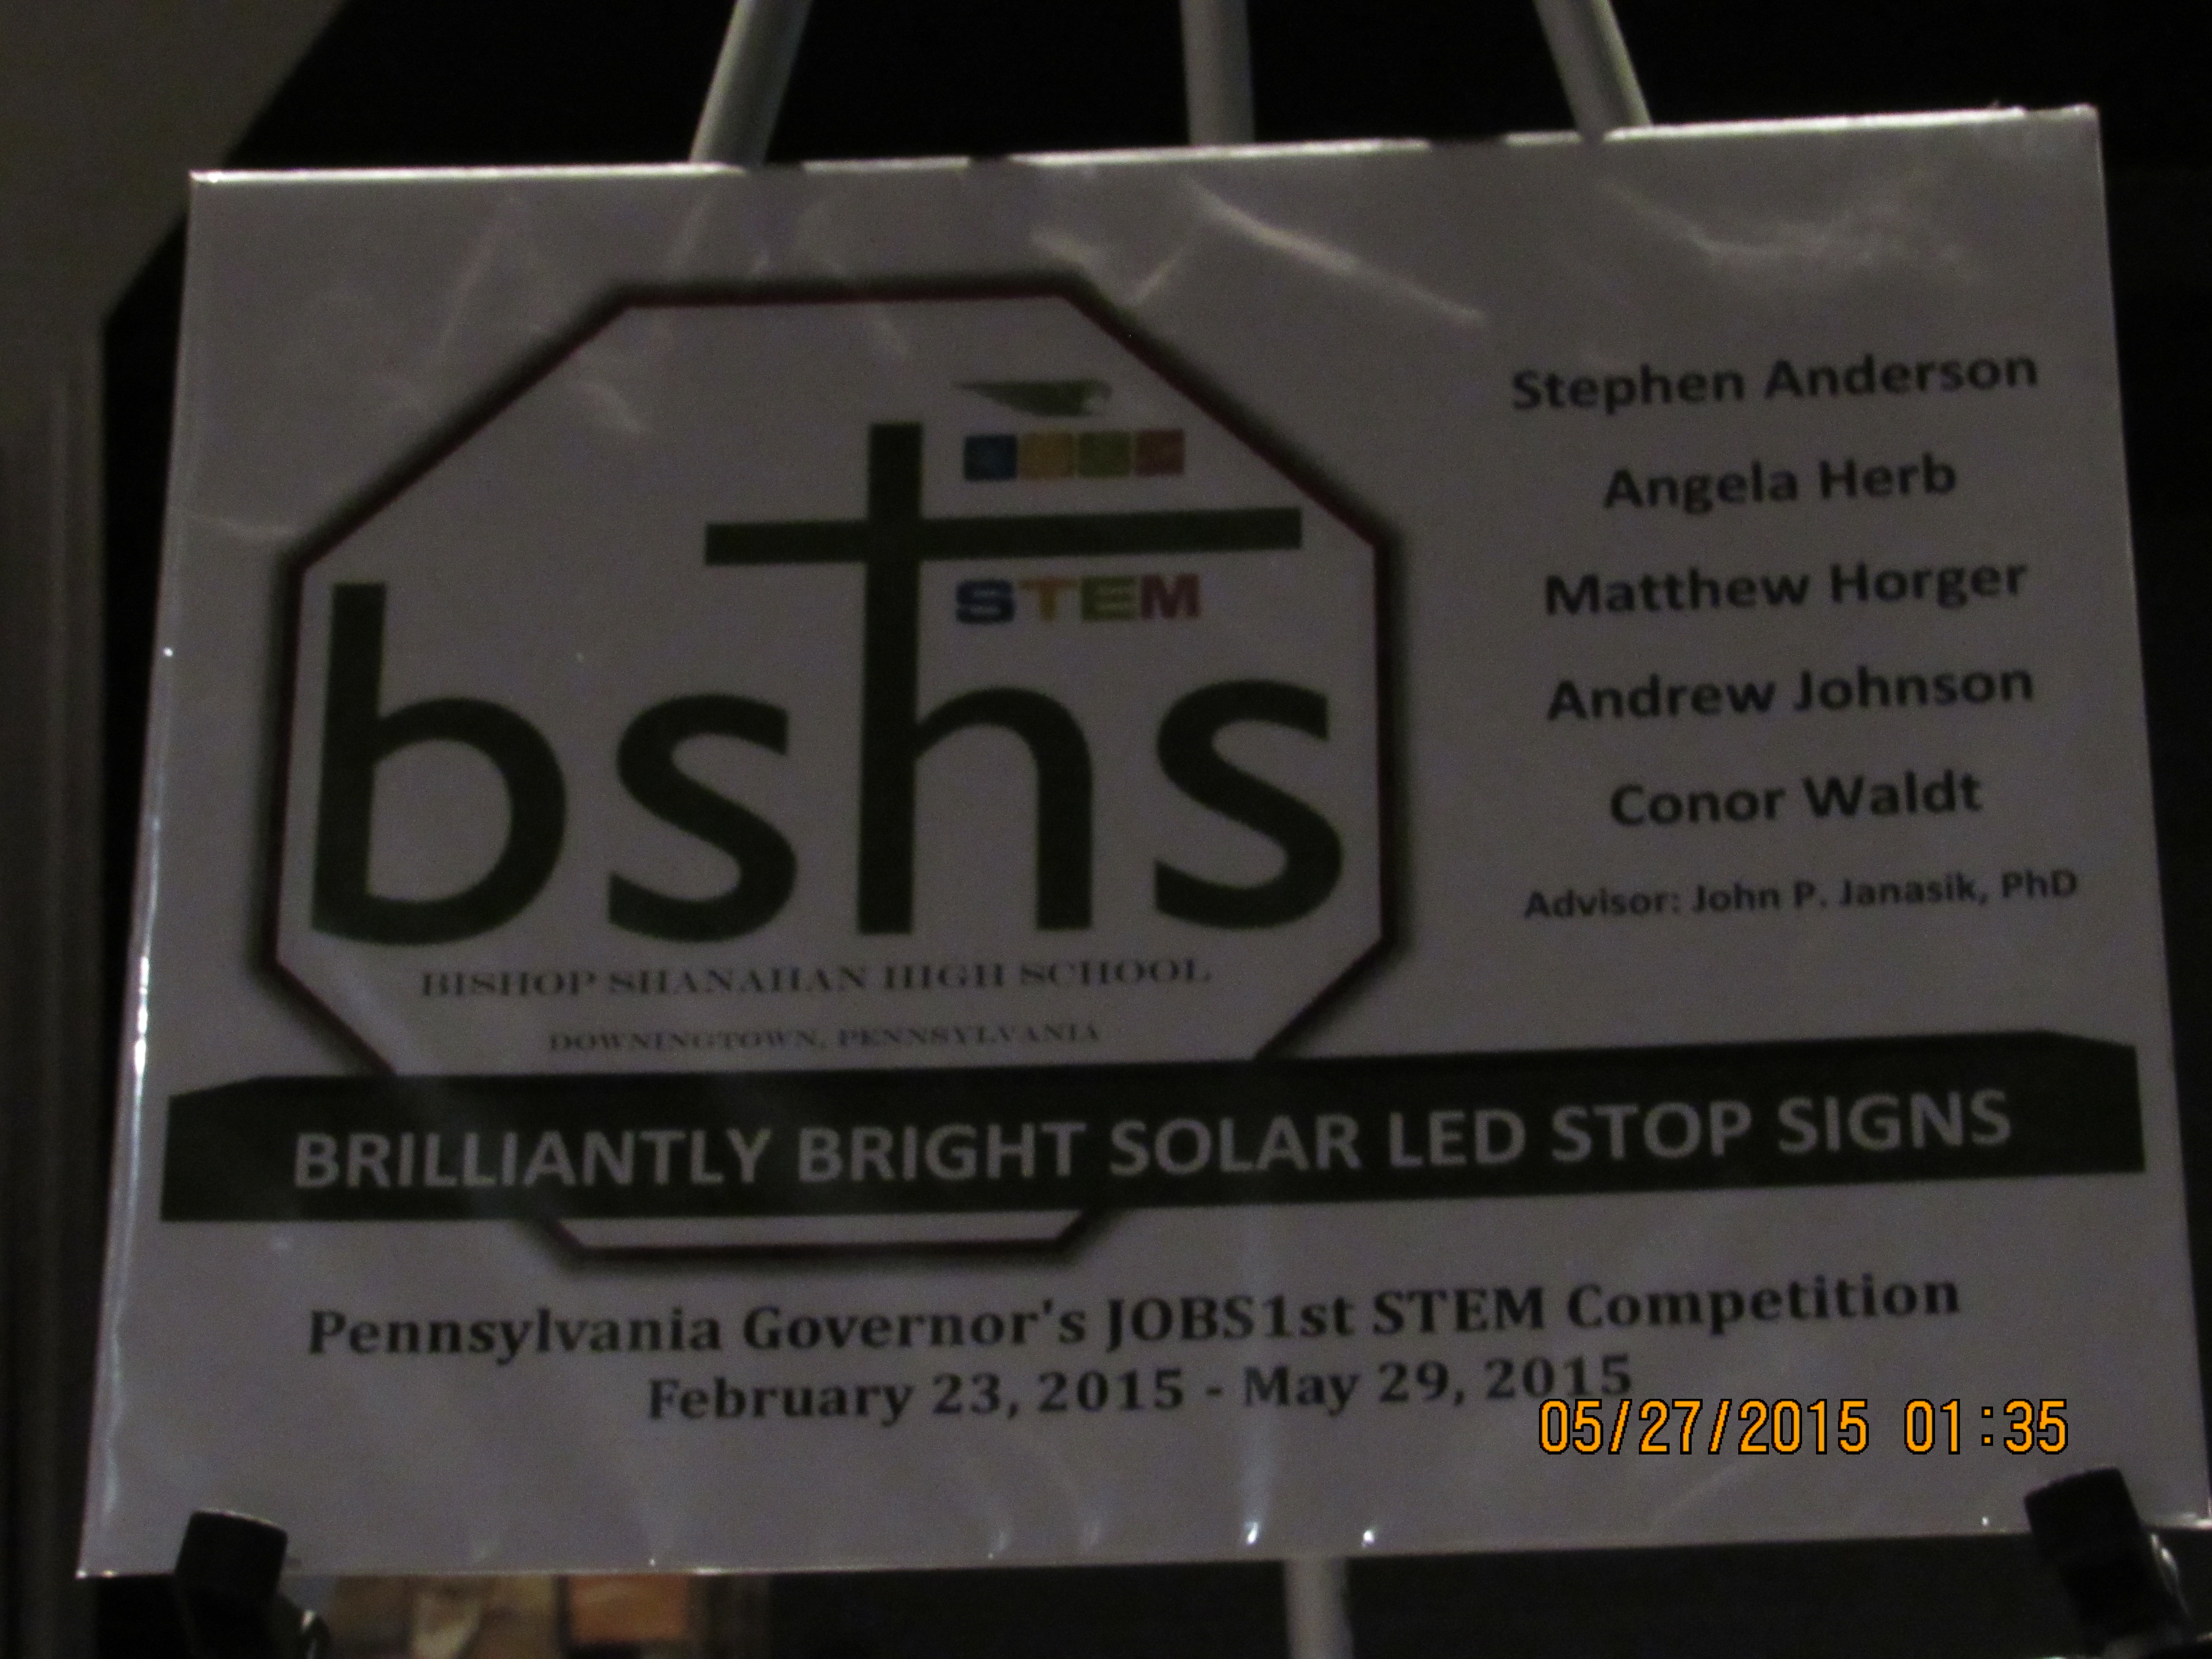 STEM
bshs
BISHOP SHANAHAN HIGH SCHOOL
DOWNINGTOWN, PENNSYLVANIA
Stephen Anderson
Angela Herb
Matthew Horger
Andrew Johnson
Conor Waldt
Advisor: John P. Janasik, PhD
BRILLIANTLY BRIGHT SOLAR LED STOP SIGNS
Pennsylvania Governor's JOBS1st STEM Competition
February 23, 2015 - May 29, 2015
05/27/2015 01:35